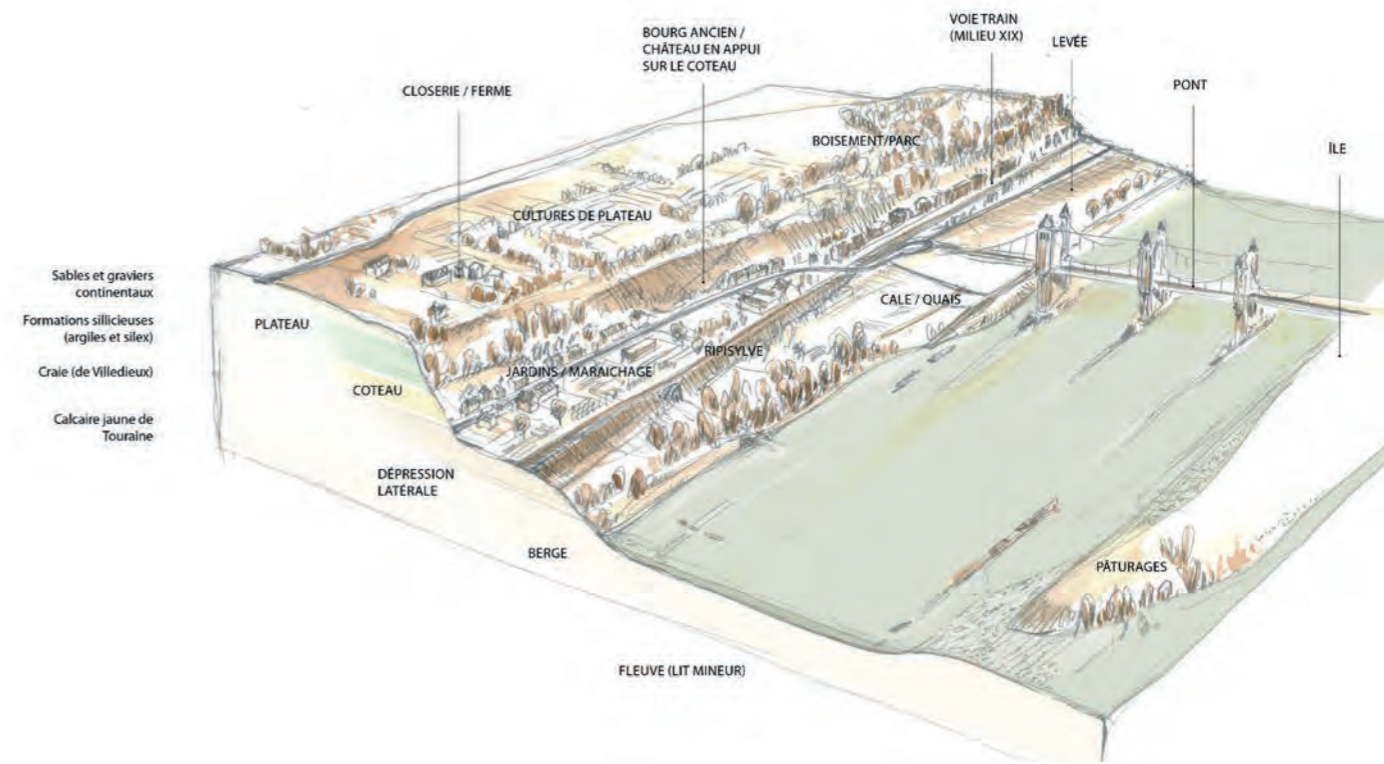 VOIE TRAIN
(MILIEU XIX)
BOURG ANCIEN /
CHÂTEAU EN APPUI
SUR LE COTEAU
LEVÉE
CLOSERIE / FERME
PONT
BOISEMENT/PARC
ÎLE
CULTURES DE PLATEAU
Sables et graviers
continentaux
CALE / QUAIS
Formations sillicieuses
(argiles et silex)
PLATEAU
RIPISYLVE
Craie (de Villedieux)
JARDINS / MARAICHAGE
COTEAU
Calcaire jaune de
Touraine
DÉPRESSION
LATÉRALE
BERGE
PÂTURAGES
FLEUVE (LIT MINEUR)